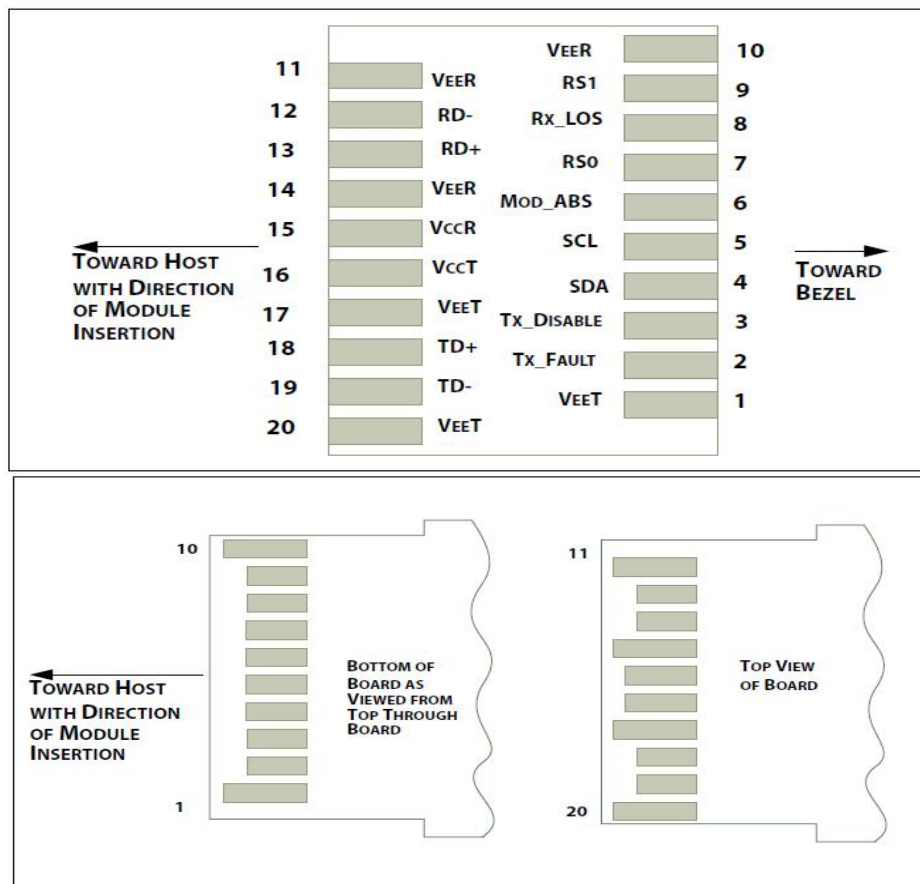 11 VEER
12 RD-
13 RD+
14 VEER
15 VCCR
16 VCCT
17 VEET
18 TD+
19 TD-
20 VEET
VEER 10
RS1 9
RX_LOS 8
RS0 7
MOD_ABS 6
SCL 5
SDA 4
TX_DISABLE 3
TX_FAULT 2
VEET 1
TOWARD HOST
WITH DIRECTION
OF MODULE
INSERTION
TOWARD
BEZEL
10
1
TOWARD HOST
WITH DIRECTION
OF MODULE
INSERTION
BOTTOM OF
BOARD AS
VIEWED FROM
TOP THROUGH
BOARD
11
20
TOP VIEW
OF BOARD